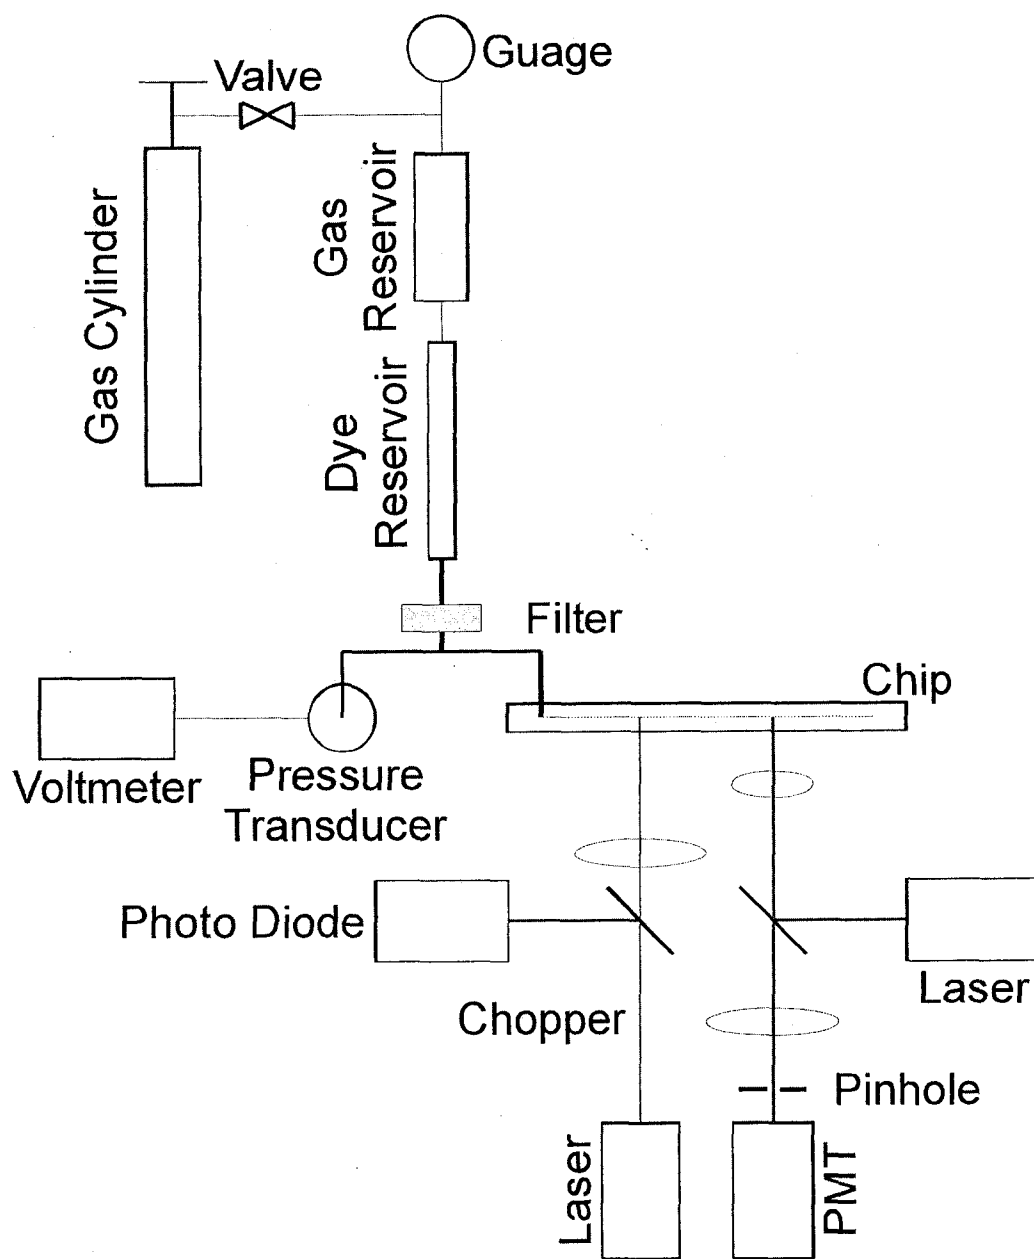 Guage
Valve
Gas Cylinder
Gas
Reservoir
Dye
Reservoir
Filter
Chip
Voltmeter
Pressure
Transducer
Photo Diode
Laser
Chopper
Pinhole
Laser
PMT